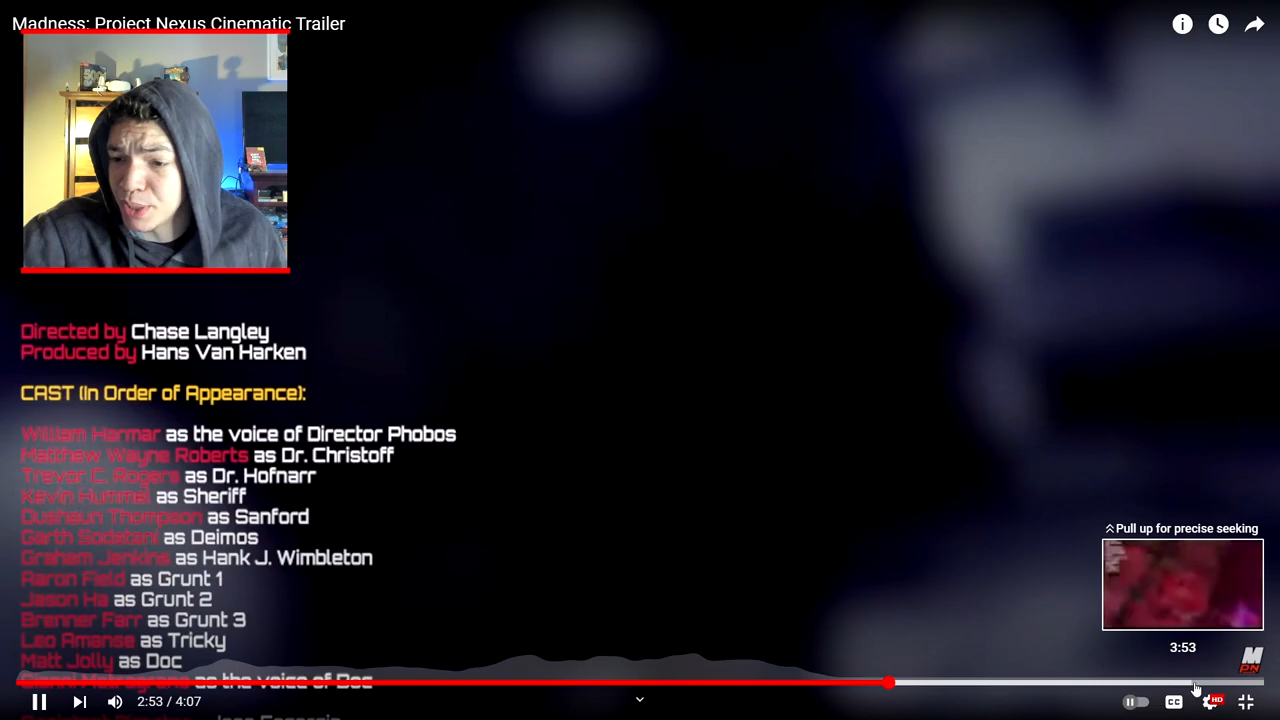 Madness: Project Nexus Cinematic Trailer
Directed by Chase Langley
Produced by Hans Van Harken
CAST (In Order of Appearance):
William Harmar as the voice of Director Phobos
Matthew Wayne Roberts as Dr. Christoff
Trevor C. Rogers as Dr. Hofnarr
Kevin Hummel as Sheriff
Dushaun Thompson as Sanford
Garth as Deimos
Graham Jenkins as Hank J. Wimbleton
Aaron Field as Grunt 1
Jason Ha as Grunt 2
Brenner Farr as Grunt 3
Leo Amanse as Tricky
Matt Jolly as Doc
as the voice of Doc
Pull up for precise seeking
3:53
M
PN
2:53 / 4:07
CC
HD